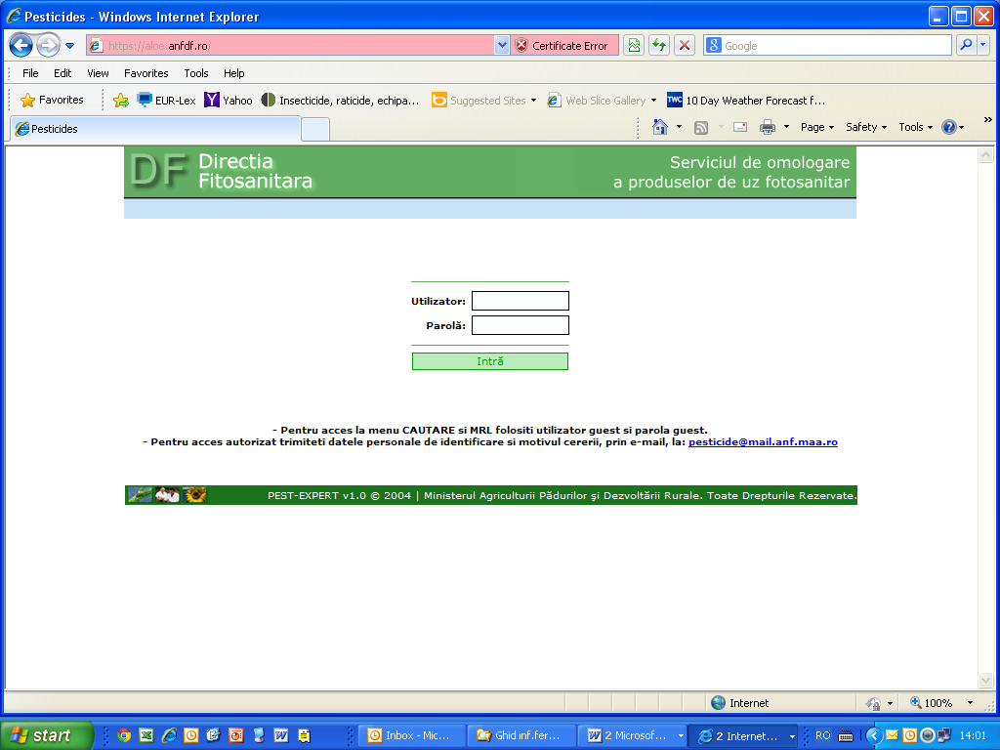 Pesticides - Windows Internet Explorer
https://aloe.anfdf.ro/
Certificate Error
Google
File Edit View Favorites Tools Help
Favorites EUR-Lex Yahoo Insecticide, raticide, echipa... Suggested Sites Web Slice Gallery TWC 10 Day Weather Forecast f...
Pesticides
Page Safety Tools
DF Directia
Fitosanitara
Serviciul de omologare
a produselor de uz fotosanitar
Utilizator:
Parolă:
Intră
- Pentru acces la menu CAUTARE si MRL folositi utilizator guest si parola guest.
- Pentru acces autorizat trimiteti datele personale de identificare si motivul cererii, prin e-mail, la: pesticide@mail.anf.maa.ro
PEST-EXPERT v1.0 © 2004 | Ministerul Agriculturii Pădurilor şi Dezvoltării Rurale. Toate Drepturile Rezervate.
Internet 100%
start Inbox - Mic... Ghid inf.fer... 2 Microsof... 2 Internet... RO 14:01